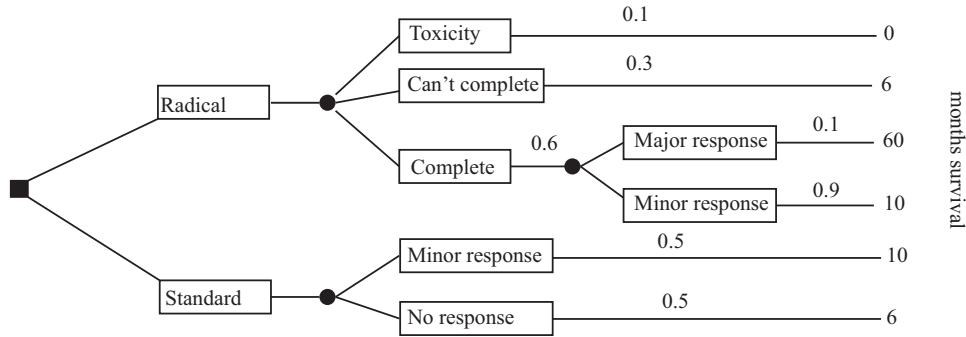 Toxicity
0.1
0
Radical
Can't complete
0.3
6
Complete
0.6
Major response
0.1
60
Minor response
0.9
10
Standard
Minor response
0.5
10
No response
0.5
6
months survival